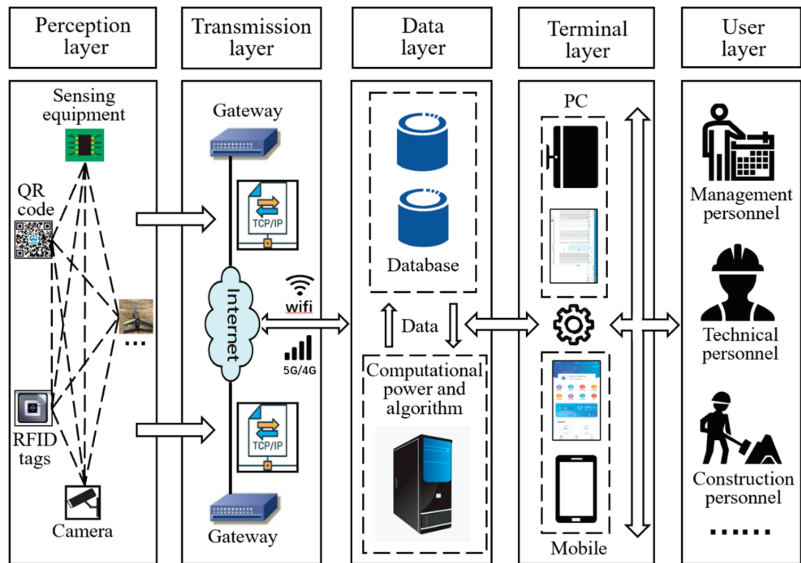 Perception
layer
Transmission
layer
Data
layer
Terminal
layer
User
layer
Sensing
equipment
QR
code
...
RFID
tags
Camera
Gateway
TCP/IP
Internet
wifi
5G/4G
TCP/IP
Gateway
Database
Data
Computational
power and
algorithm
PC
Mobile
Management
personnel
Technical
personnel
Construction
personnel
......